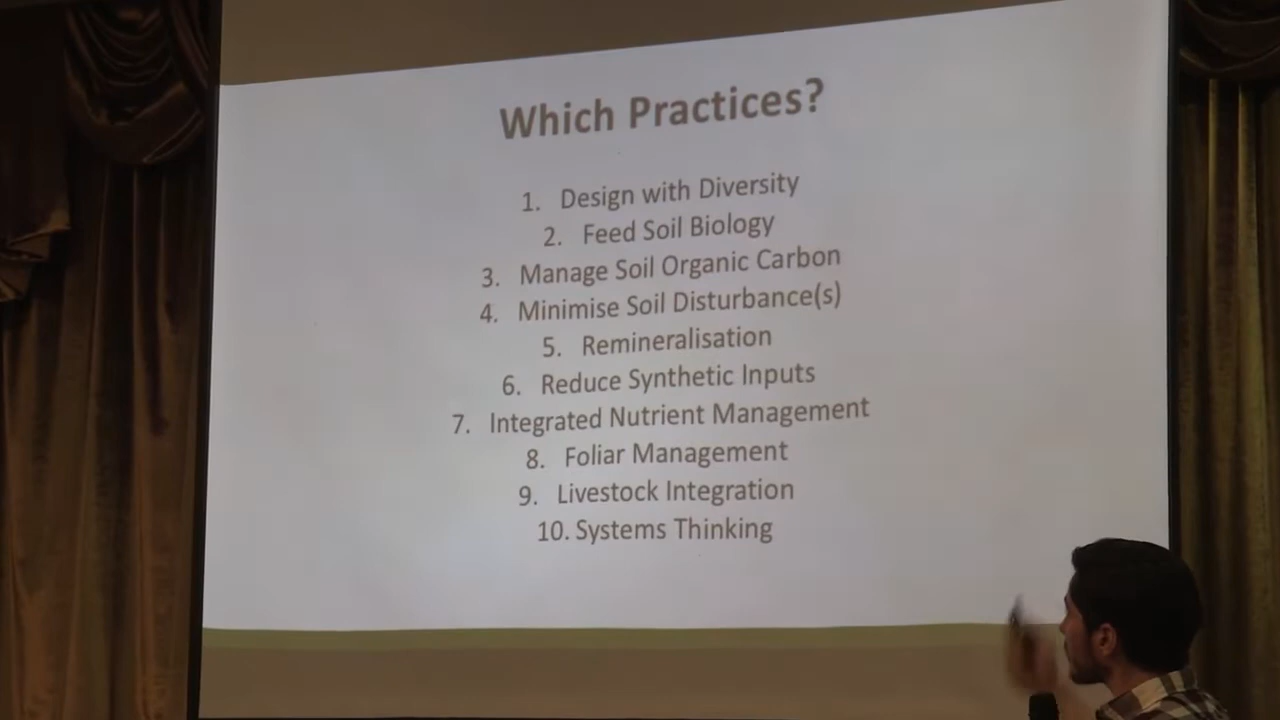 Which Practices?
1. Design with Diversity
2. Feed Soil Biology
3. Manage Soil Organic Carbon
4. Minimise Soil Disturbance(s)
5. Remineralisation
6. Reduce Synthetic Inputs
7. Integrated Nutrient Management
8. Foliar Management
9. Livestock Integration
10. Systems Thinking